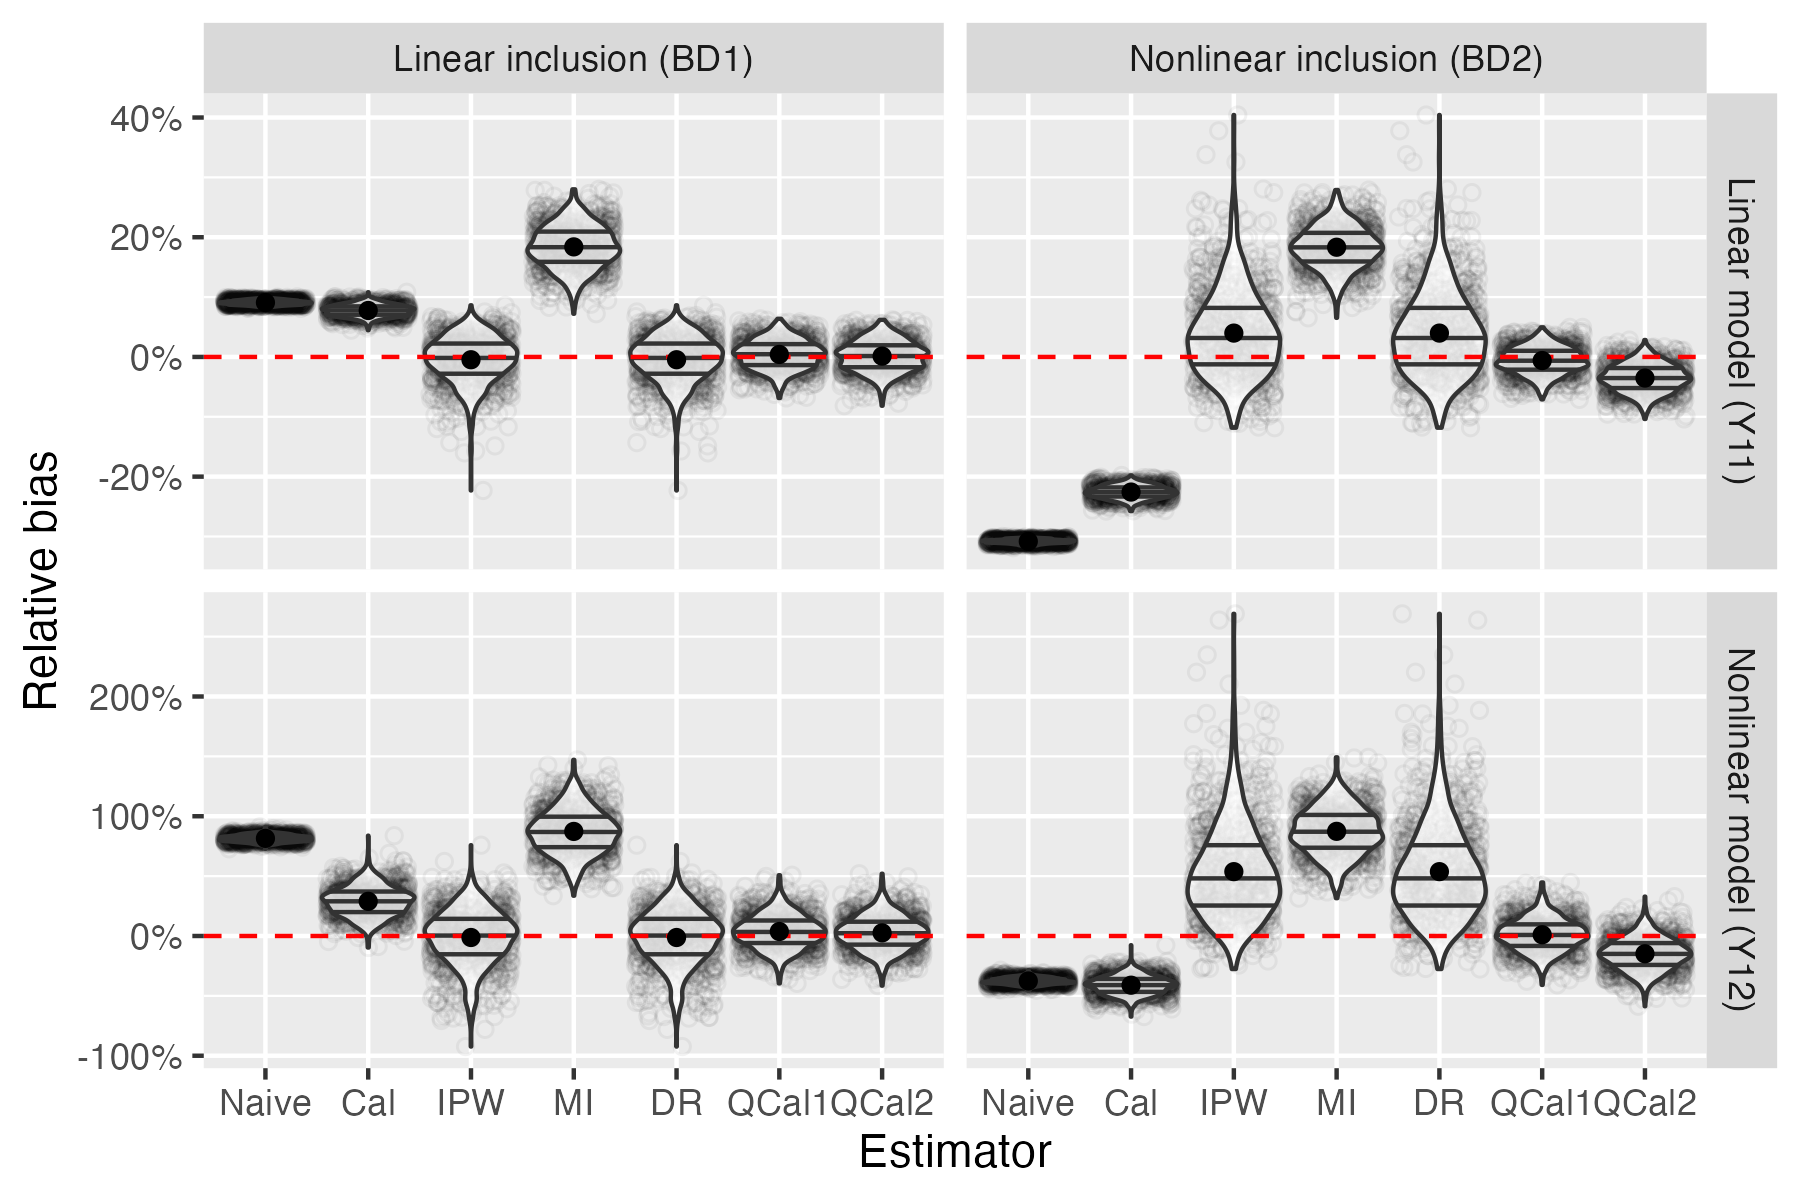 Linear inclusion (BD1)
Nonlinear inclusion (BD2)
40%
20%
0%
-20%
Linear model (Y11)
200%
100%
0%
-100%
Nonlinear model (Y12)
Relative bias
Naive Cal IPW MI DR QCal1 QCal2
Naive Cal IPW MI DR QCal1 QCal2
Estimator